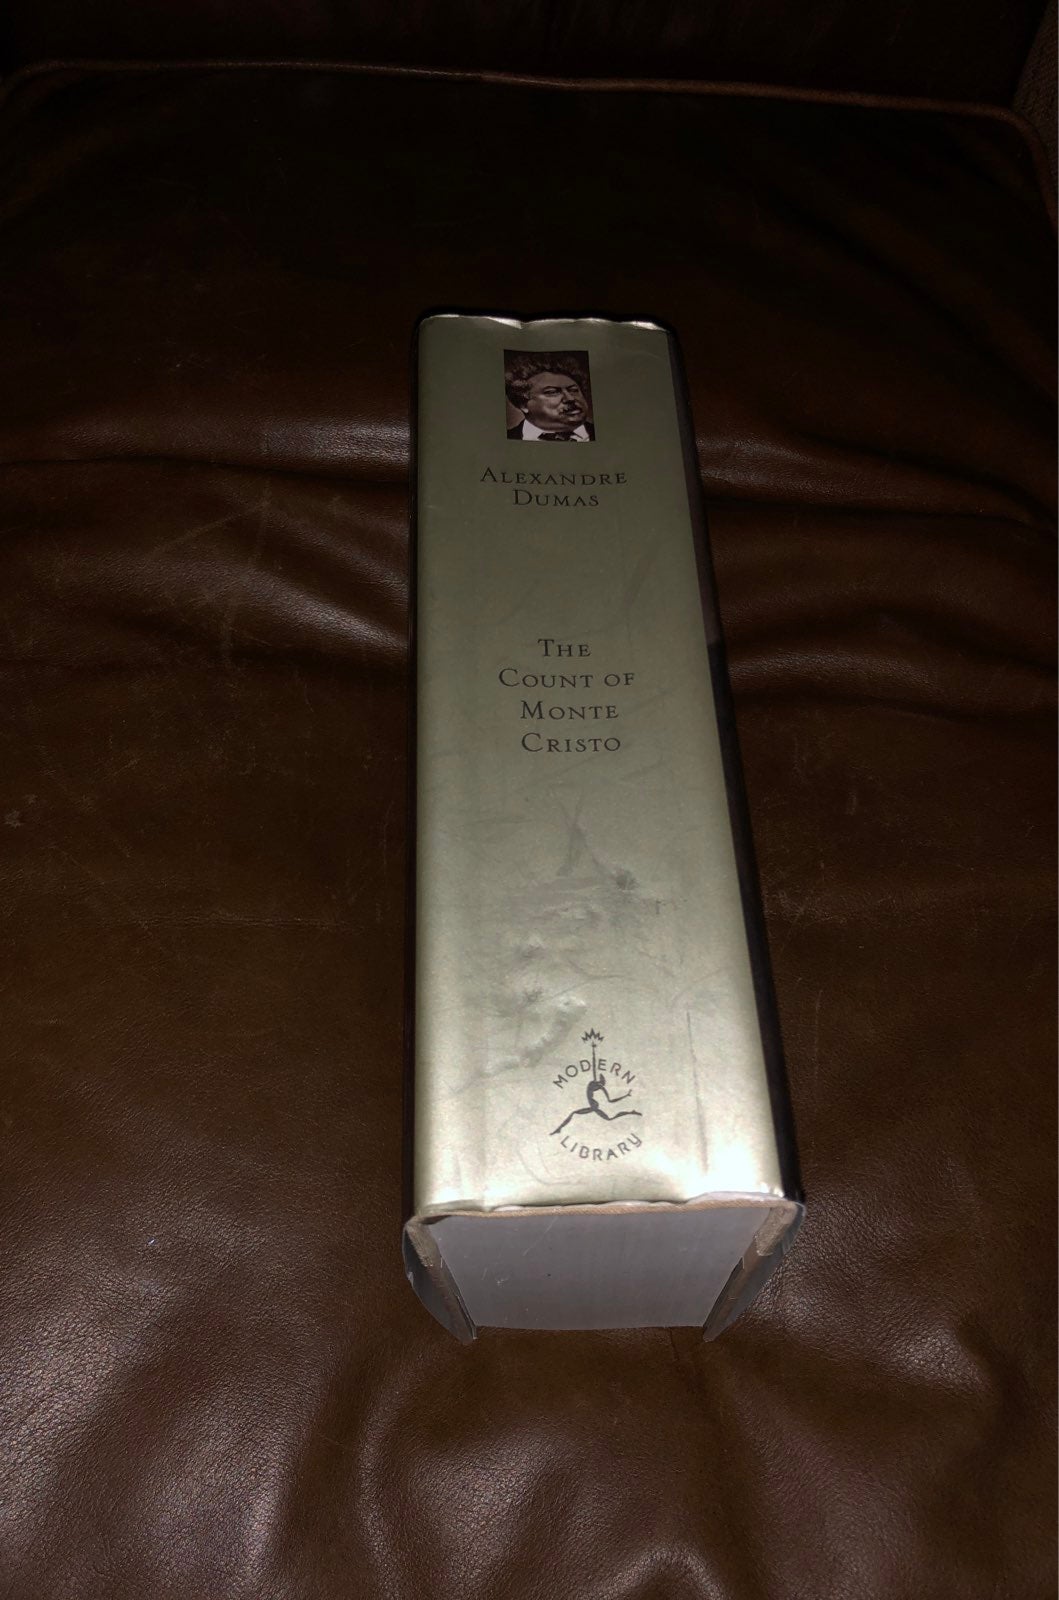 ALEXANDRE
DUMAS
THE
COUNT OF
MONTE
CRISTO
MODERN
LIBRARY